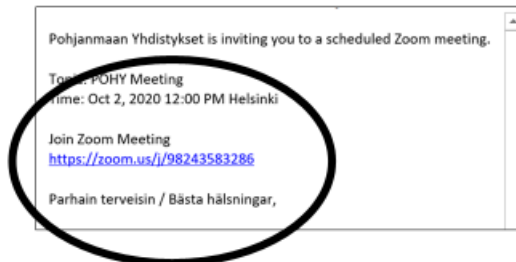 Pohjanmaan Yhdistykset is inviting you to a scheduled Zoom meeting.
Topic: POHY Meeting
Time: Oct 2, 2020 12:00 PM Helsinki
Join Zoom Meeting
https://zoom.us/j/98243583286
Parhain terveisin / Bästa hälsningar,